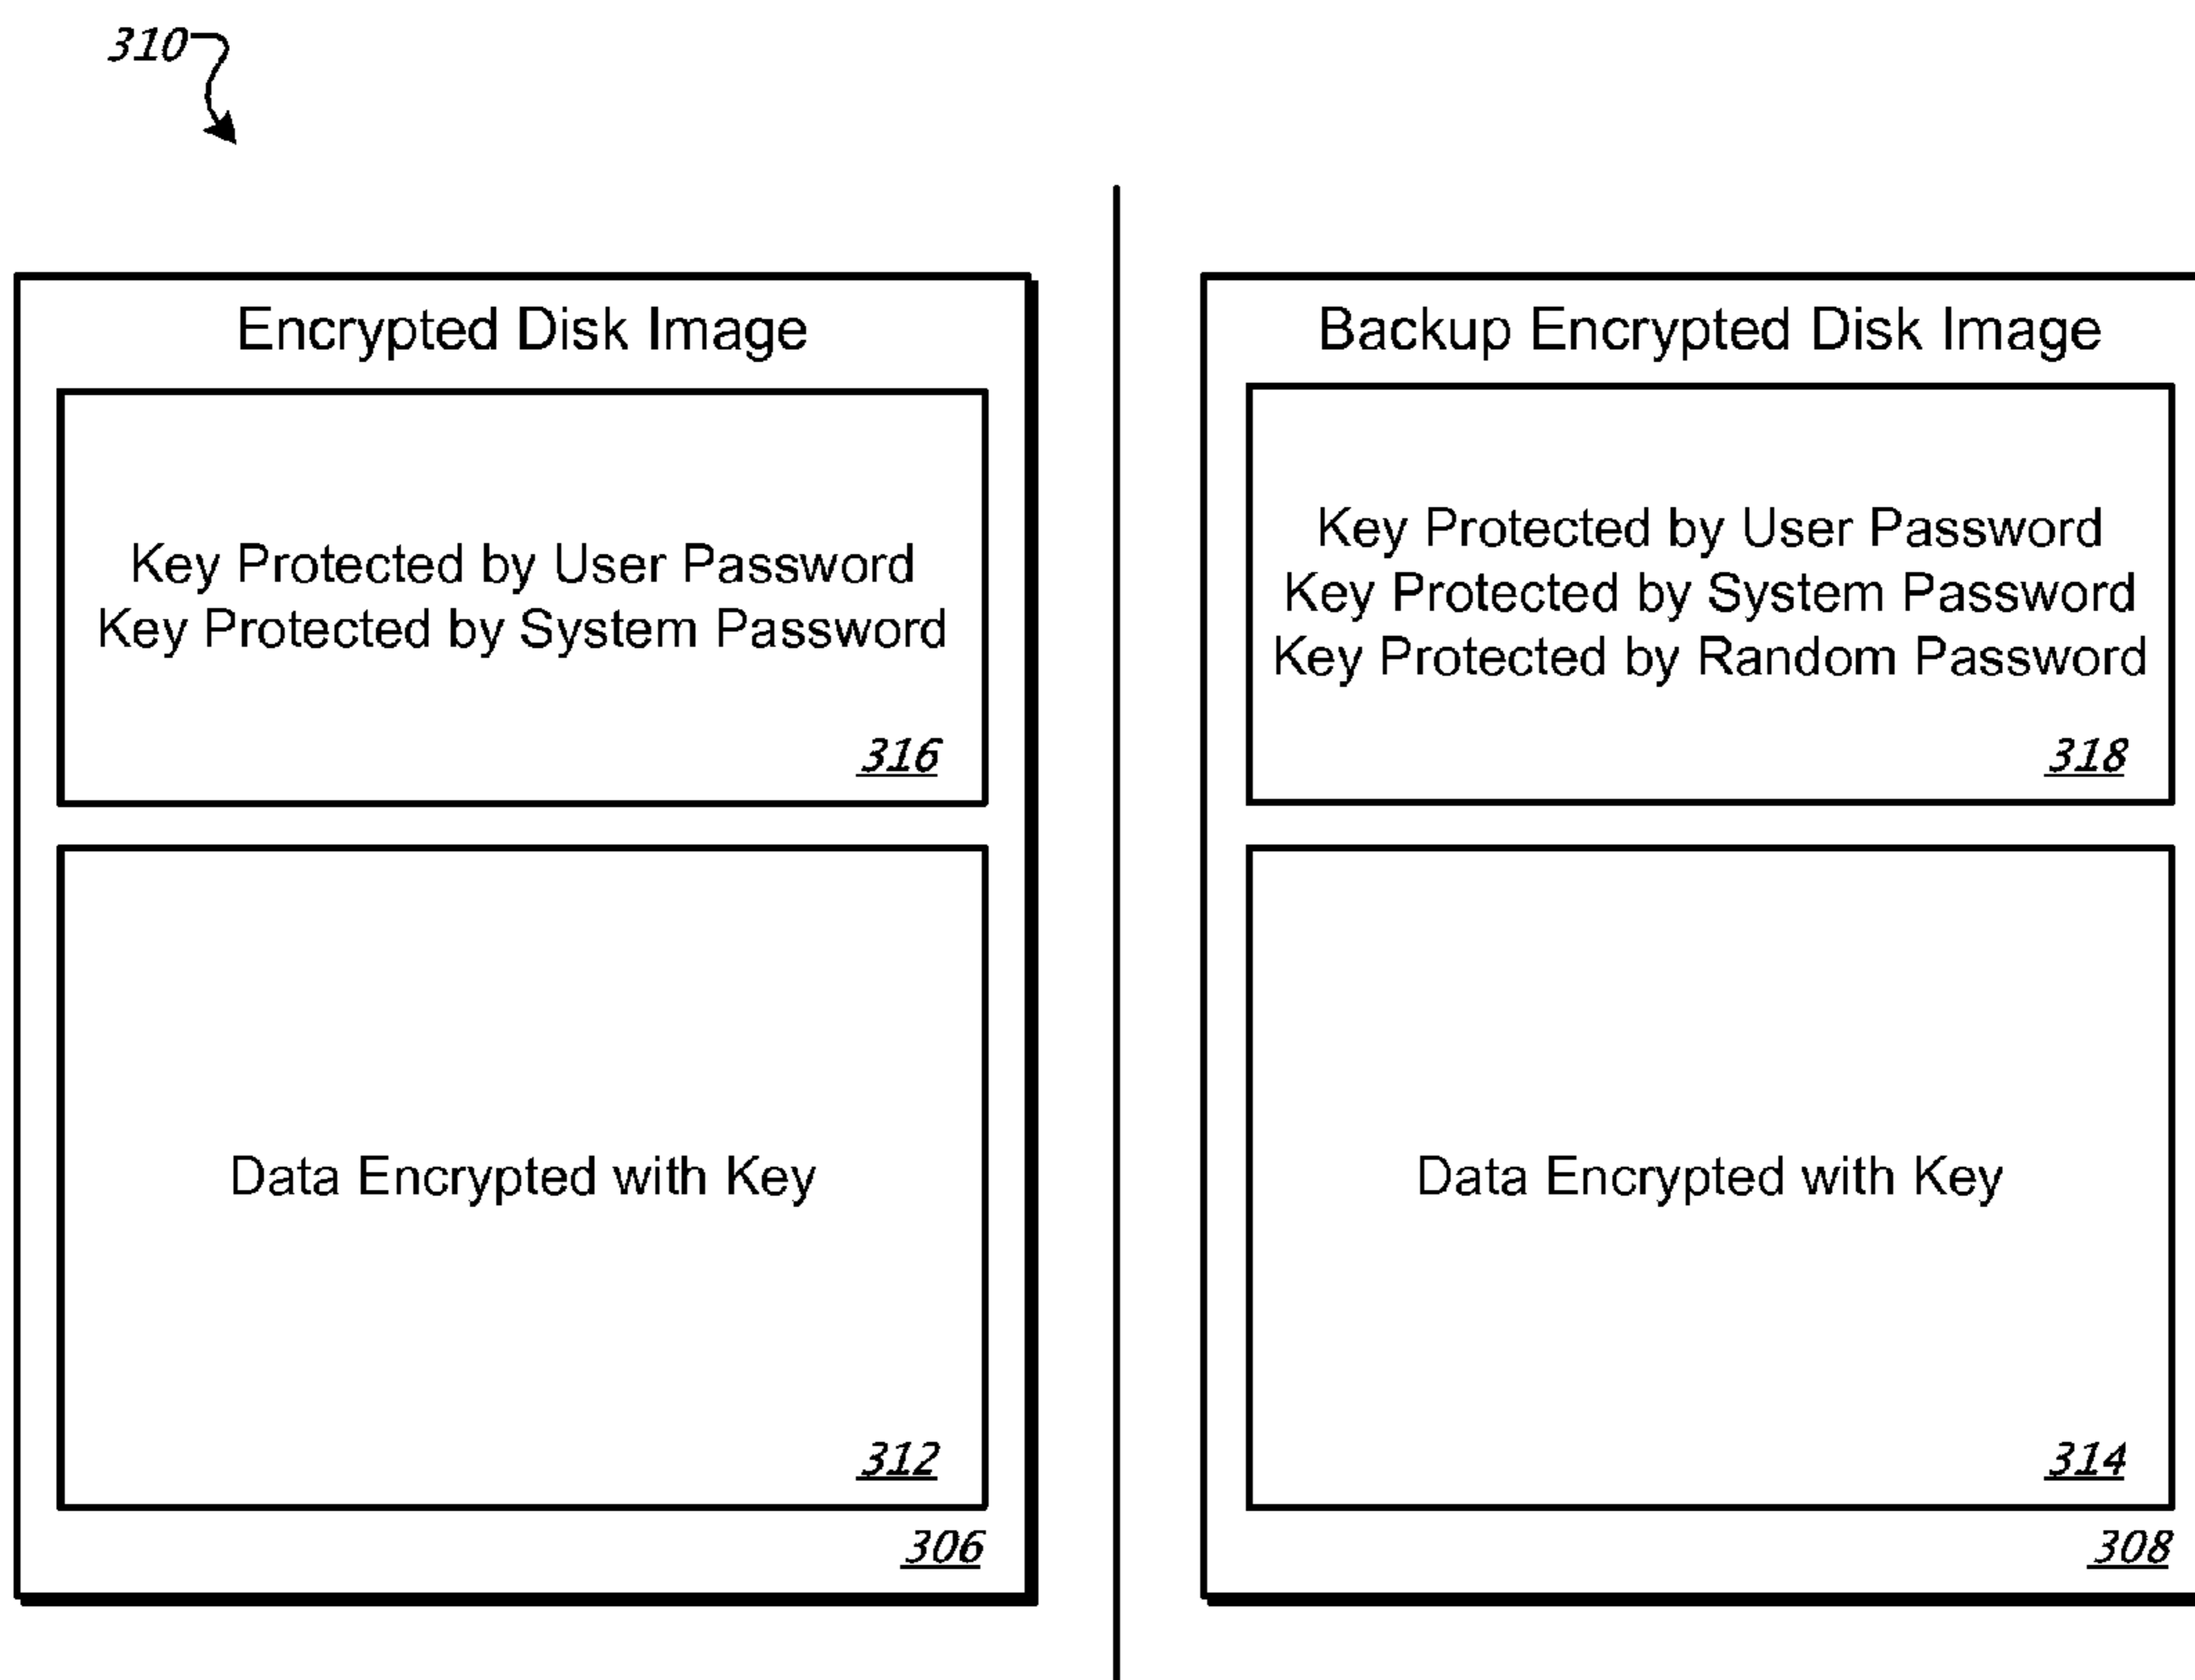 310
Encrypted Disk Image
Key Protected by User Password
Key Protected by System Password
316
Data Encrypted with Key
312
306
Backup Encrypted Disk Image
Key Protected by User Password
Key Protected by System Password
Key Protected by Random Password
318
Data Encrypted with Key
314
308